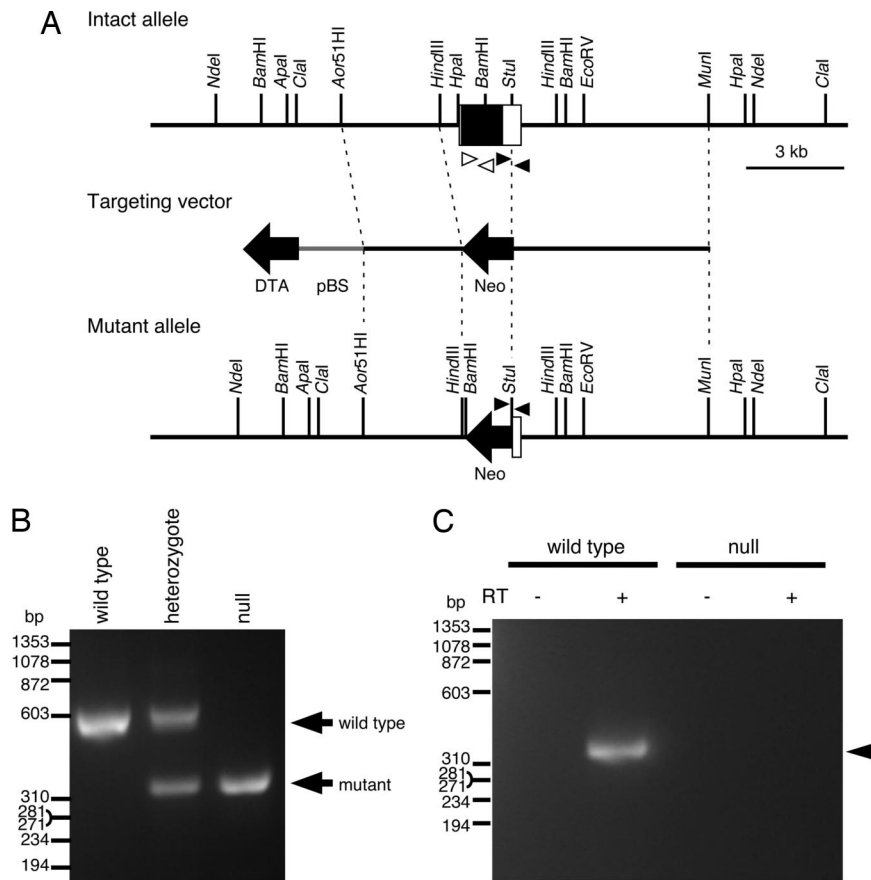 A
Intact allele
NdeI
BamHI
ApaI
ClaI
Aor51HI
HindIII
HpaI
BamHI
StuI
HindIII
BamHI
EcoRV
MunI
HpaI
NdeI
ClaI
3 kb
Targeting vector
DTA
pBS
Neo
Mutant allele
NdeI
BamHI
ApaI
ClaI
Aor51HI
HindIII
BamHI
StuI
HindIII
BamHI
EcoRV
MunI
HpaI
NdeI
ClaI
Neo
B
wild type
heterozygote
null
bp
1353
1078
872
603
310
281
271
234
194
wild type
mutant
C
wild type
null
bp
RT
-
+
-
+
1353
1078
872
603
310
281
271
234
194